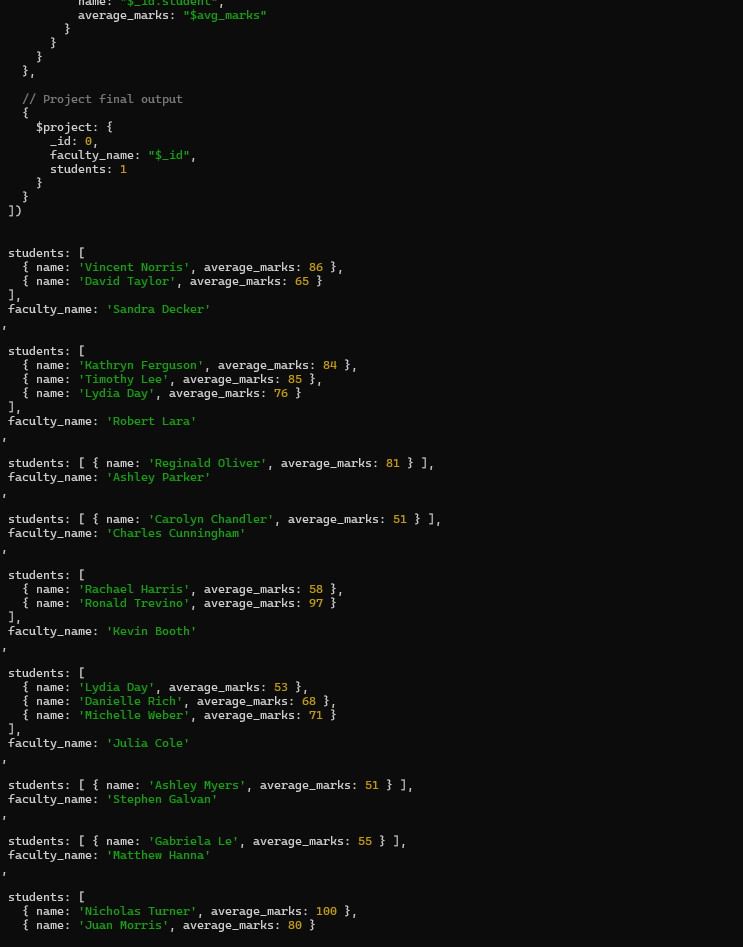 name: "$_id.student",
average_marks: "$avg_marks"
}
}
}
},
// Project final output
{
$project: {
_id: 0,
faculty_name: "$_id",
students: 1
}
}
])
students: [
{ name: 'Vincent Norris', average_marks: 86 },
{ name: 'David Taylor', average_marks: 65 }
],
faculty_name: 'Sandra Decker'
,
students: [
{ name: 'Kathryn Ferguson', average_marks: 84 },
{ name: 'Timothy Lee', average_marks: 85 },
{ name: 'Lydia Day', average_marks: 76 }
],
faculty_name: 'Robert Lara'
,
students: [ { name: 'Reginald Oliver', average_marks: 81 } ],
faculty_name: 'Ashley Parker'
,
students: [ { name: 'Carolyn Chandler', average_marks: 51 } ],
faculty_name: 'Charles Cunningham'
,
students: [
{ name: 'Rachael Harris', average_marks: 58 },
{ name: 'Ronald Trevino', average_marks: 97 }
],
faculty_name: 'Kevin Booth'
,
students: [
{ name: 'Lydia Day', average_marks: 53 },
{ name: 'Danielle Rich', average_marks: 68 },
{ name: 'Michelle Weber', average_marks: 71 }
],
faculty_name: 'Julia Cole'
,
students: [ { name: 'Ashley Myers', average_marks: 51 } ],
faculty_name: 'Stephen Galvan'
,
students: [ { name: 'Gabriela Le', average_marks: 55 } ],
faculty_name: 'Matthew Hanna'
,
students: [
{ name: 'Nicholas Turner', average_marks: 100 },
{ name: 'Juan Morris', average_marks: 80 }